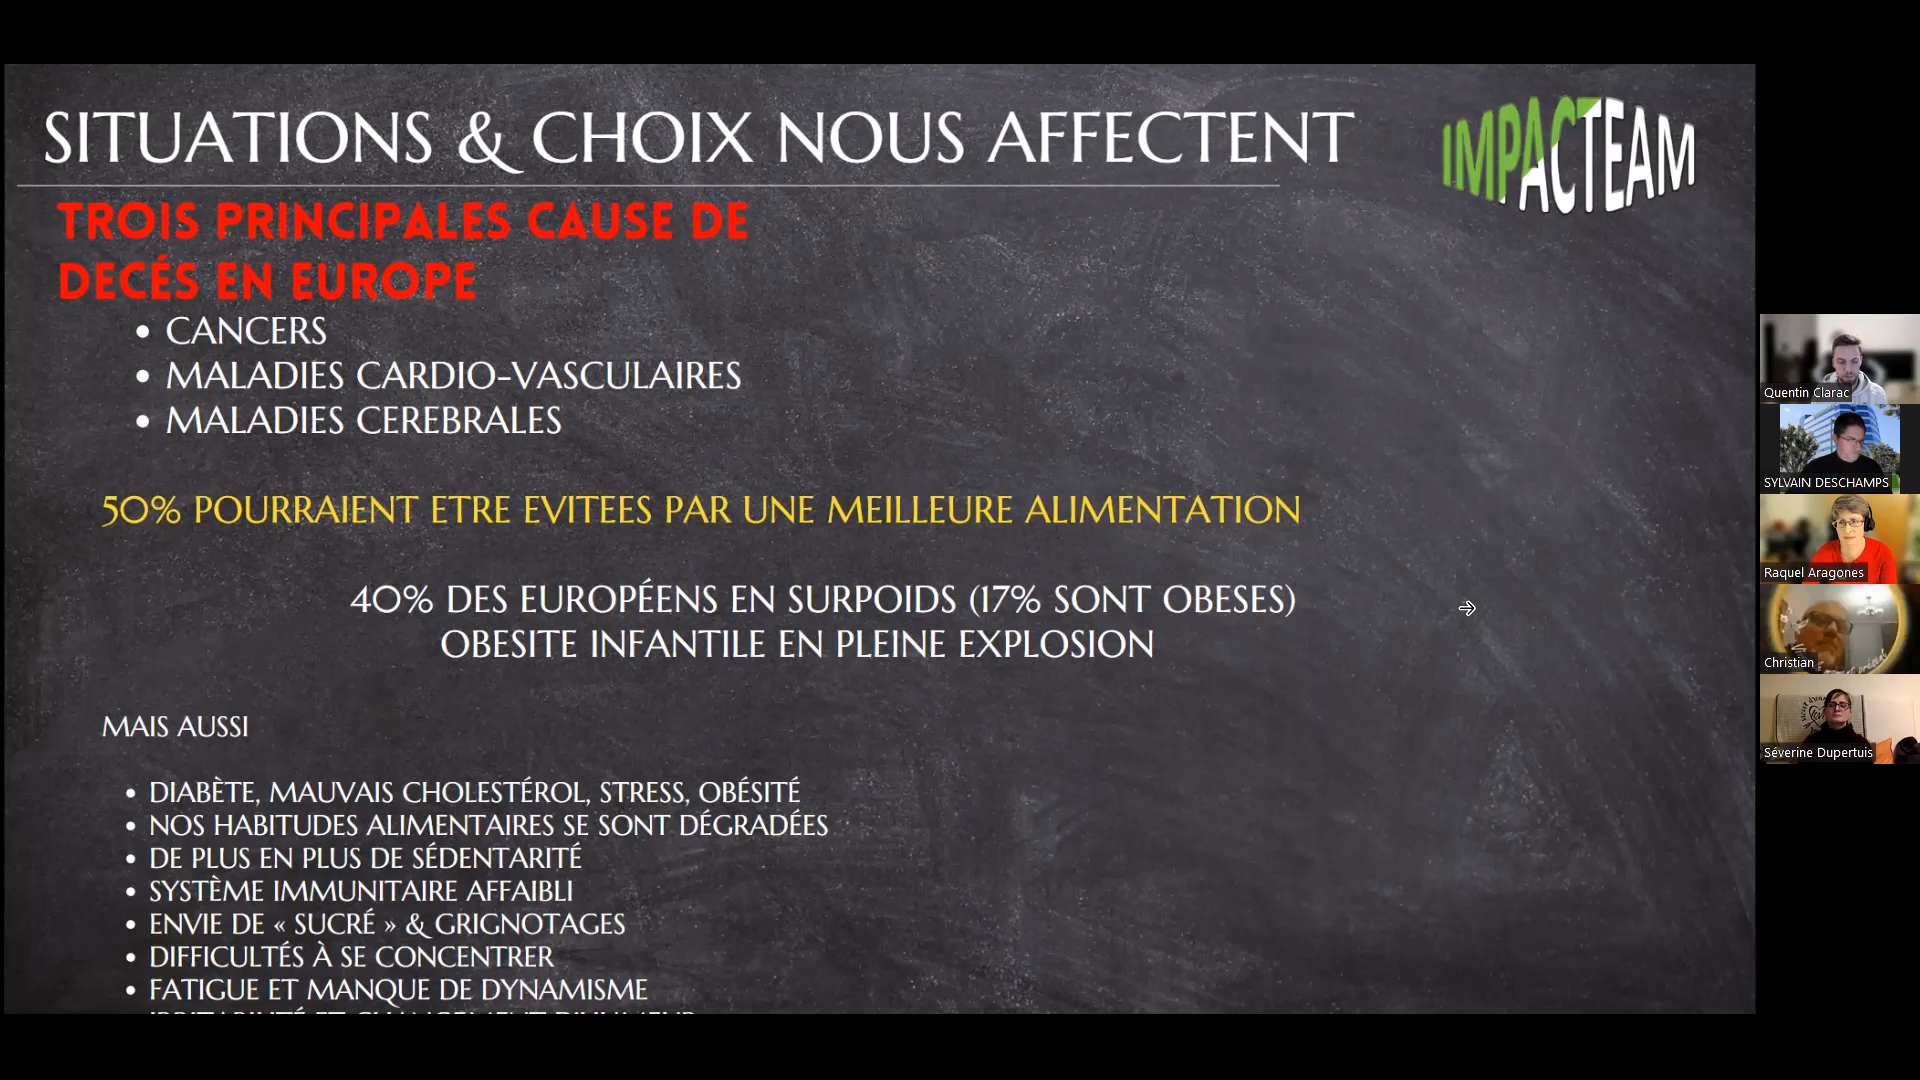 SITUATIONS & CHOIX NOUS AFFECTENT
IMPACTEAM
TROIS PRINCIPALES CAUSE DE
DECÉS EN EUROPE
• CANCERS
• MALADIES CARDIO-VASCULAIRES
• MALADIES CEREBRALES
50% POURRAIENT ETRE EVITEES PAR UNE MEILLEURE ALIMENTATION
40% DES EUROPÉENS EN SURPOIDS (17% SONT OBESES)
OBESITE INFANTILE EN PLEINE EXPLOSION
MAIS AUSSI
• DIABÈTE, MAUVAIS CHOLESTÉROL, STRESS, OBÉSITÉ
• NOS HABITUDES ALIMENTAIRES SE SONT DÉGRADÉES
• DE PLUS EN PLUS DE SÉDENTARITÉ
• SYSTÈME IMMUNITAIRE AFFAIBLI
• ENVIE DE « SUCRÉ » & GRIGNOTAGES
• DIFFICULTÉS À SE CONCENTRER
• FATIGUE ET MANQUE DE DYNAMISME
Quentin Clarac
SYLVAIN DESCHAMPS
Raquel Aragones
Christian
Séverine Dupertuis